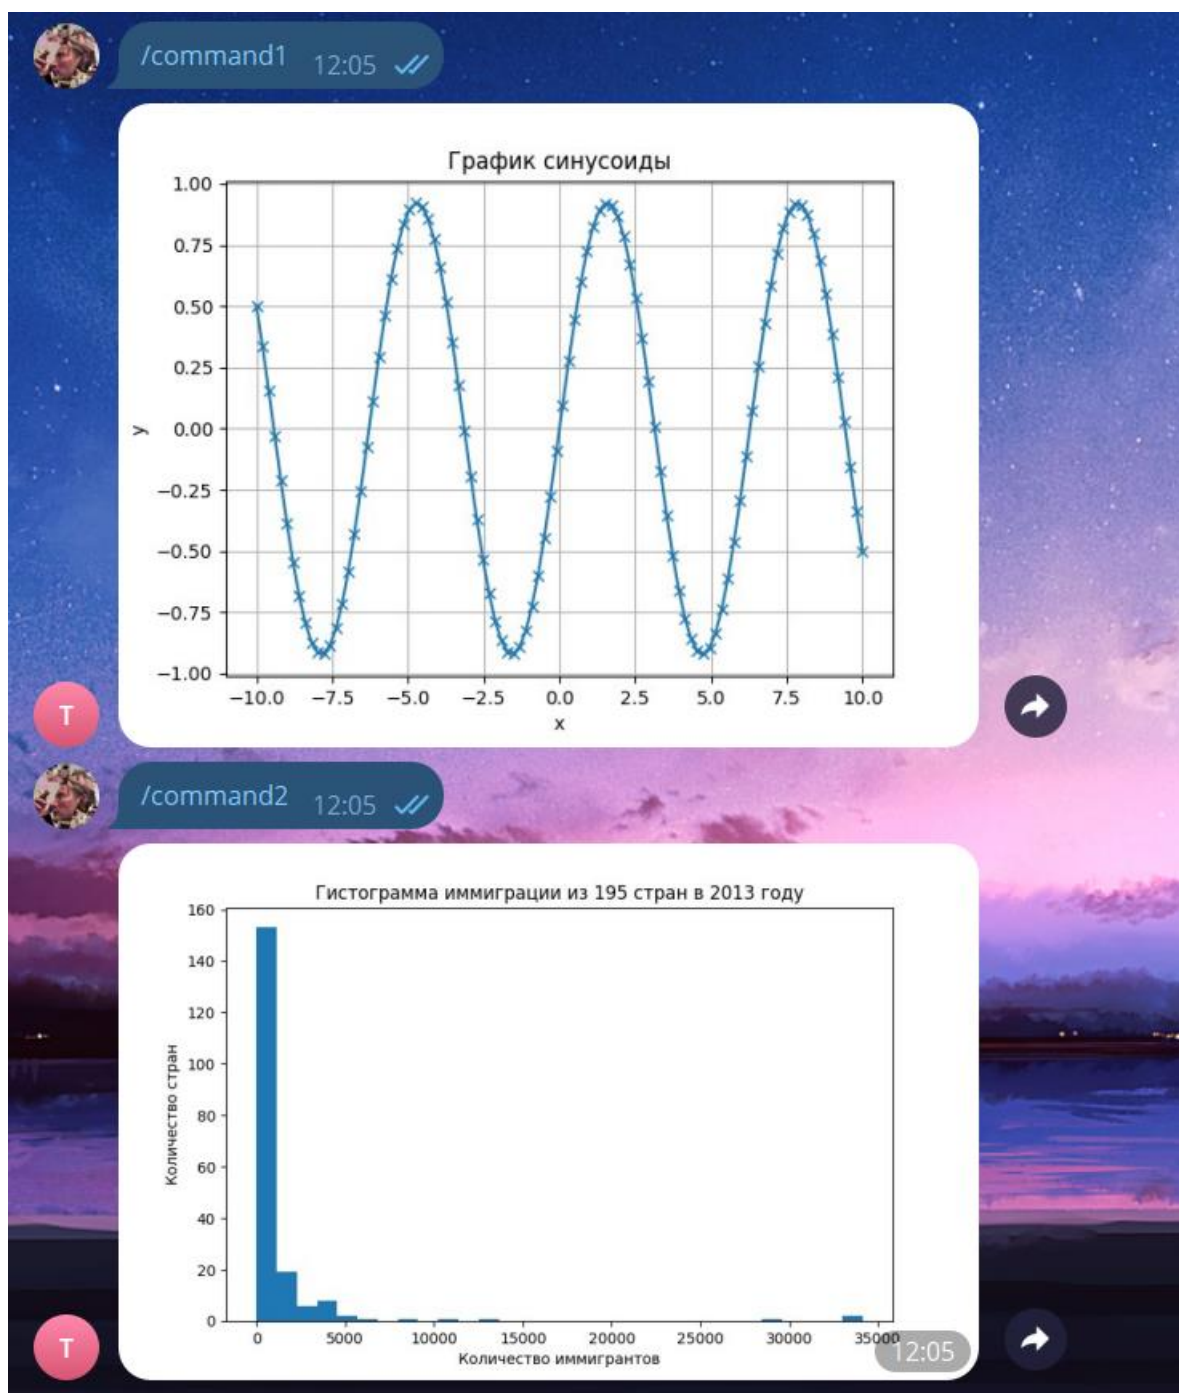 /command1 12:05
График синусоиды
1.00
0.75
0.50
0.25
0.00
−0.25
−0.50
−0.75
−1.00
y
−10.0 −7.5 −5.0 −2.5 0.0 2.5 5.0 7.5 10.0
x
T
/command2 12:05
Гистограмма иммиграции из 195 стран в 2013 году
160
140
120
100
80
60
40
20
0
Количество стран
0 5000 10000 15000 20000 25000 30000 35000
Количество иммигрантов
12:05
T